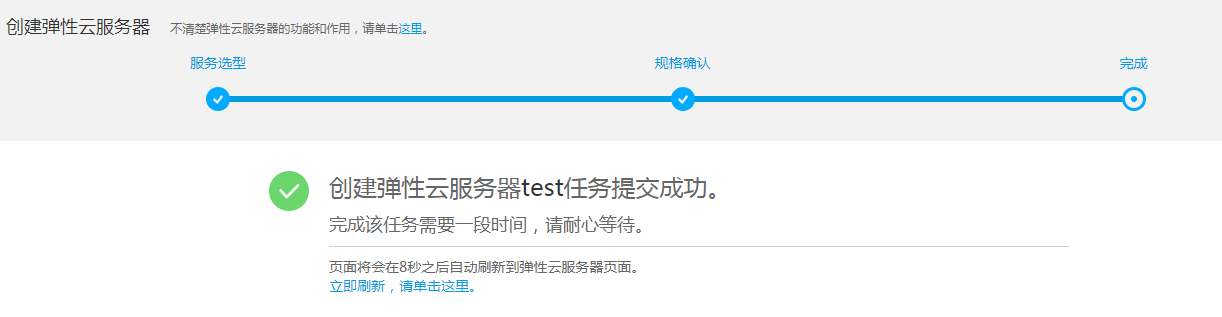 创建弹性云服务器 不清楚弹性云服务器的功能和作用，请单击这里。
服务选型 规格确认 完成
创建弹性云服务器test任务提交成功。
完成该任务需要一段时间，请耐心等待。
页面将会在8秒之后自动刷新到弹性云服务器页面。
立即刷新，请单击这里。